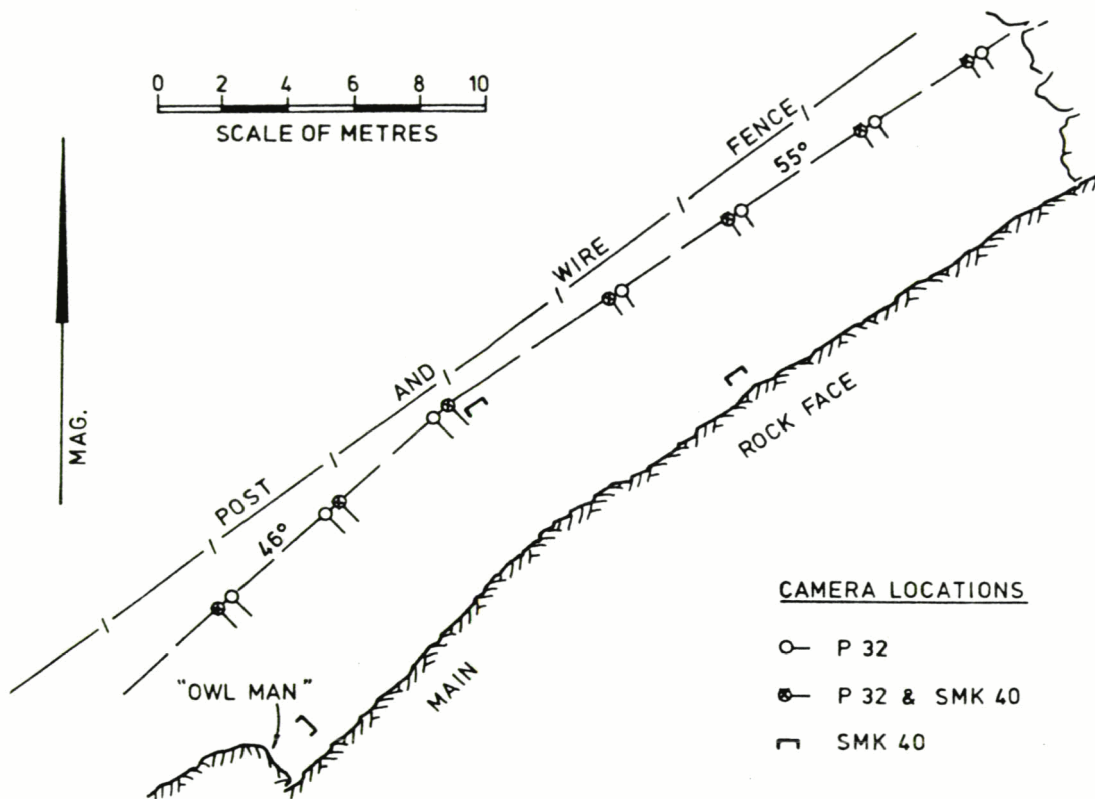 0 2 4 6 8 10
SCALE OF METRES
MAG.
POST AND WIRE FENCE
55°
46°
MAIN ROCK FACE
"OWL MAN"
CAMERA LOCATIONS
P 32
P 32 & SMK 40
SMK 40